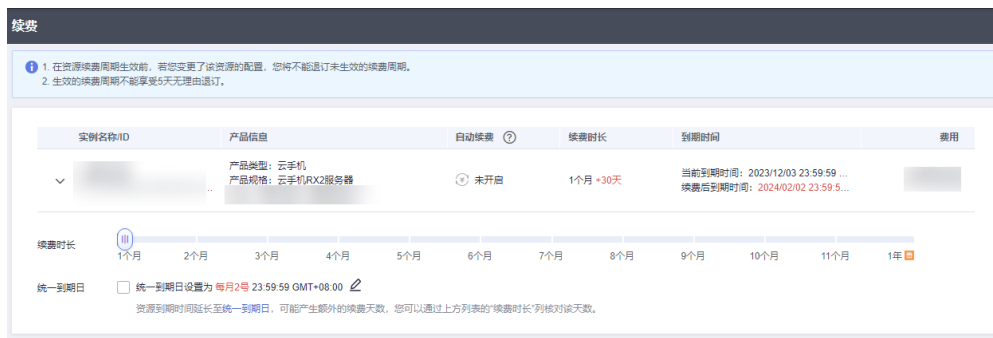 续费
1. 在资源续费周期生效前，若您变更了该资源的配置，您将不能退订未生效的续费周期。
2. 生效的续费周期不能享受5天无理由退订。
实例名称/ID 产品信息 自动续费 ? 续费时长 到期时间 费用
产品类型：云手机
产品规格：云手机RX2服务器
... 未开启 1个月 +30天
当前到期时间：2023/12/03 23:59:59 ...
续费后到期时间：2024/02/02 23:59:5...
续费时长
1个月 2个月 3个月 4个月 5个月 6个月 7个月 8个月 9个月 10个月 11个月 1年
统一到期日 统一到期日设置为 每月2号 23:59:59 GMT+08:00
资源到期时间延长至统一到期日，可能产生额外的续费天数，您可以通过上方列表的"续费时长"列核对该天数。